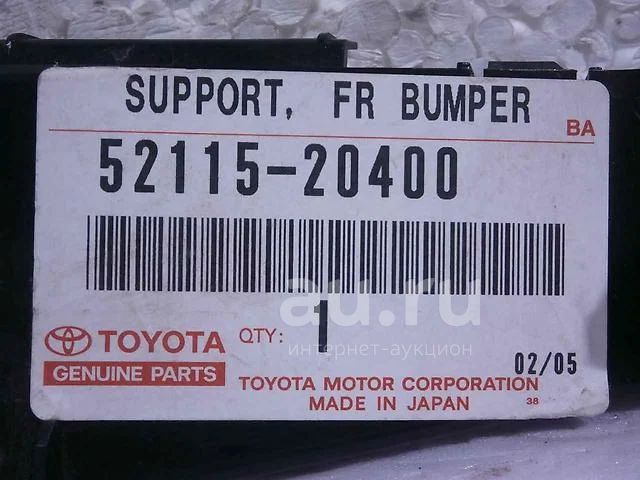 SUPPORT, FR BUMPER
BA
52115-20400
au.ru
интернет-аукцион
TOYOTA
QTY: 1
GENUINE PARTS
02/05
TOYOTA MOTOR CORPORATION
MADE IN JAPAN
38